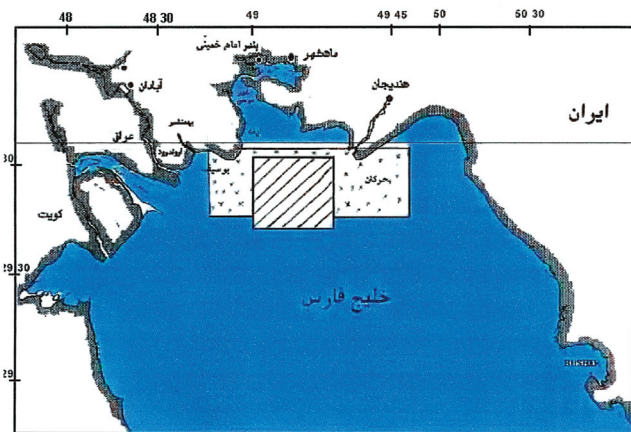 48
48 30
49
49 45
50
50 30
بندر امام خمینی
ماهشهر
هندیجان
آبادان
ایران
بهمنشیر
عراق
اروندرود
30
بوسیف
بحرکان
کویت
29 30
خلیج فارس
29
BUSHEHR